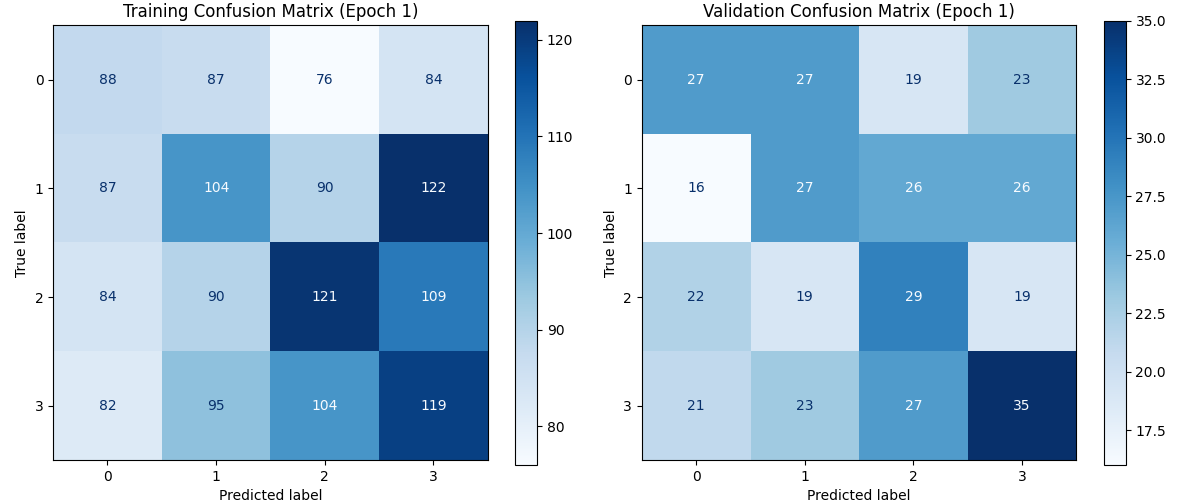 Training Confusion Matrix (Epoch 1)
True label
0 88 87 76 84
1 87 104 90 122
2 84 90 121 109
3 82 95 104 119
0 1 2 3
Predicted label
120
110
100
90
80
Validation Confusion Matrix (Epoch 1)
True label
0 27 27 19 23
1 16 27 26 26
2 22 19 29 19
3 21 23 27 35
0 1 2 3
Predicted label
35.0
32.5
30.0
27.5
25.0
22.5
20.0
17.5